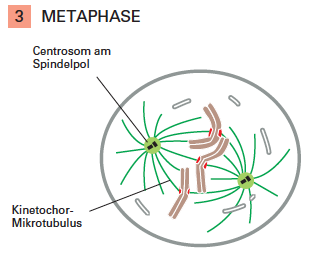 3 METAPHASE
Centrosom am
Spindelpol
Kinetochor-
Mikrotubulus